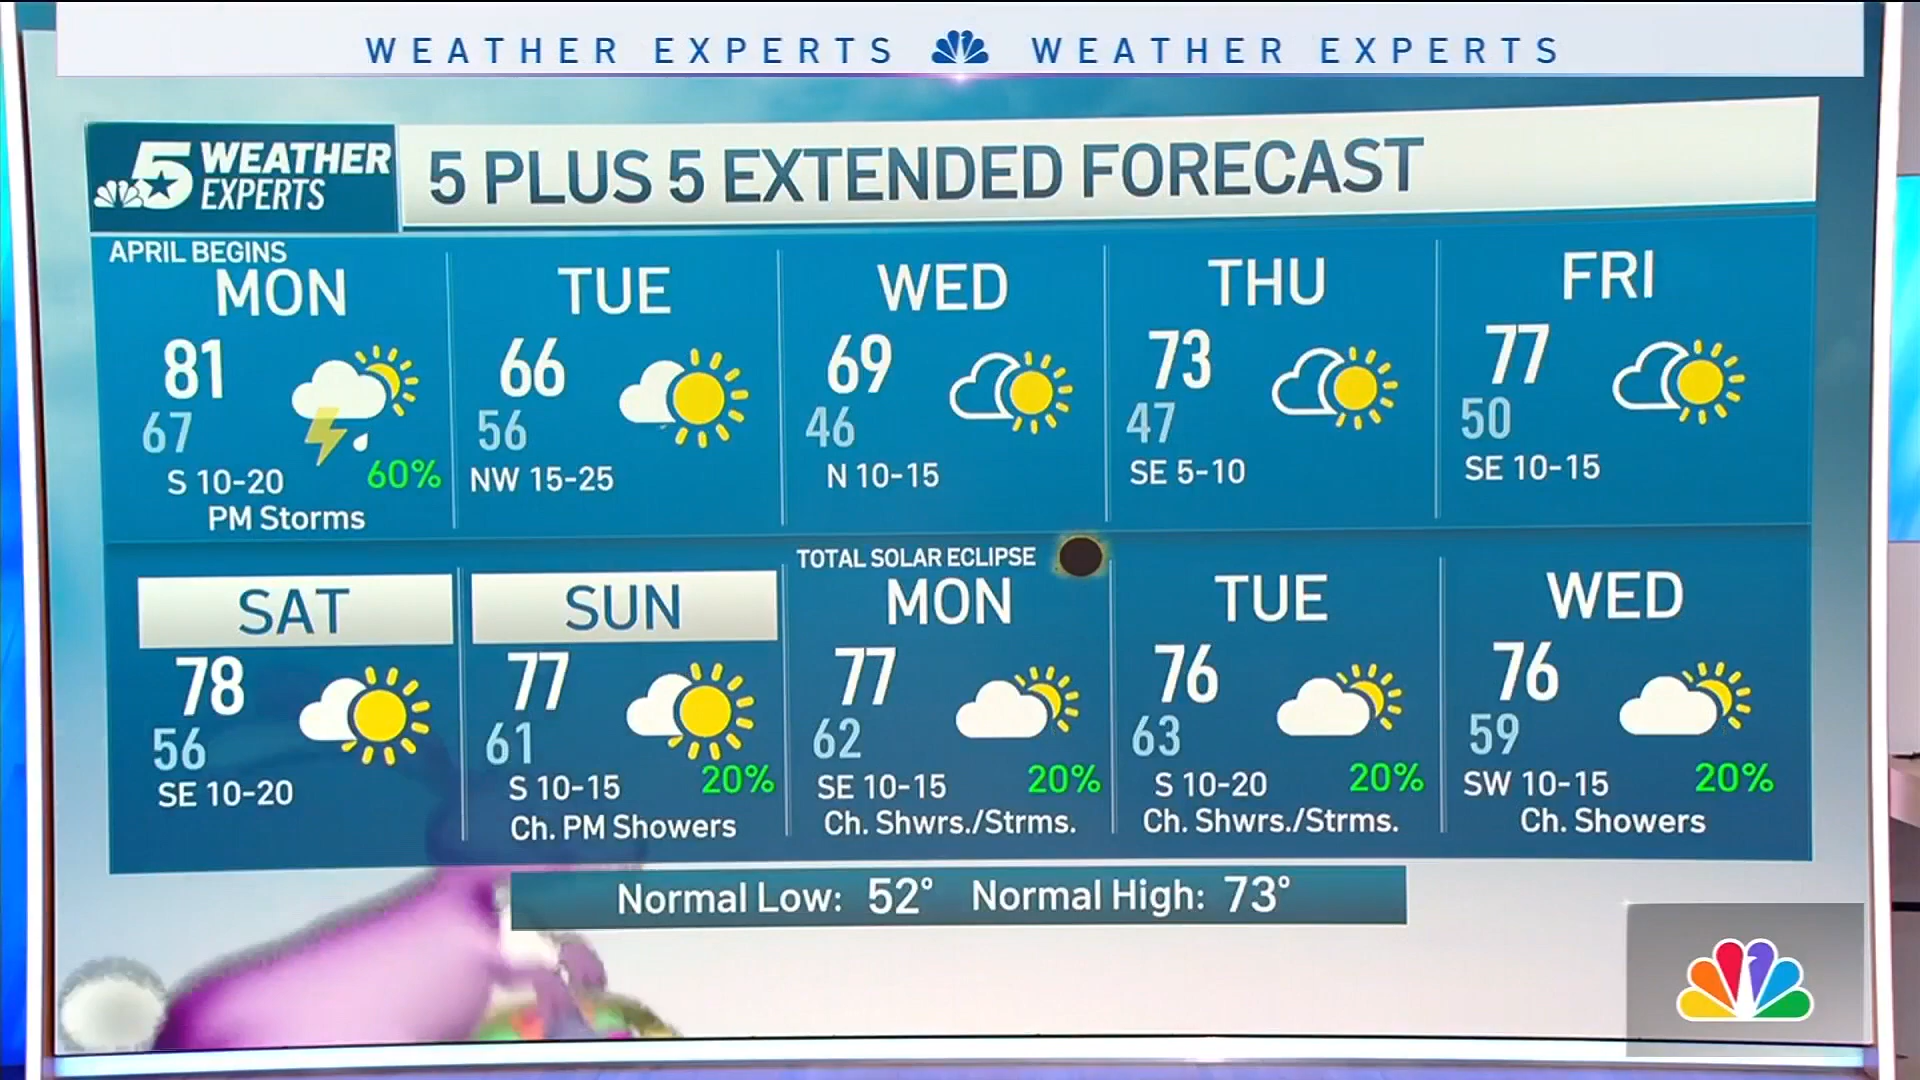 WEATHER EXPERTS WEATHER EXPERTS
5 WEATHER EXPERTS
5 PLUS 5 EXTENDED FORECAST
APRIL BEGINS
MON
81
67
S 10-20 60%
PM Storms
TUE
66
56
NW 15-25
WED
69
46
N 10-15
THU
73
47
SE 5-10
FRI
77
50
SE 10-15
SAT
78
56
SE 10-20
SUN
77
61
S 10-15 20%
Ch. PM Showers
TOTAL SOLAR ECLIPSE
MON
77
62
SE 10-15 20%
Ch. Shwrs./Strms.
TUE
76
63
S 10-20 20%
Ch. Shwrs./Strms.
WED
76
59
SW 10-15 20%
Ch. Showers
Normal Low: 52° Normal High: 73°